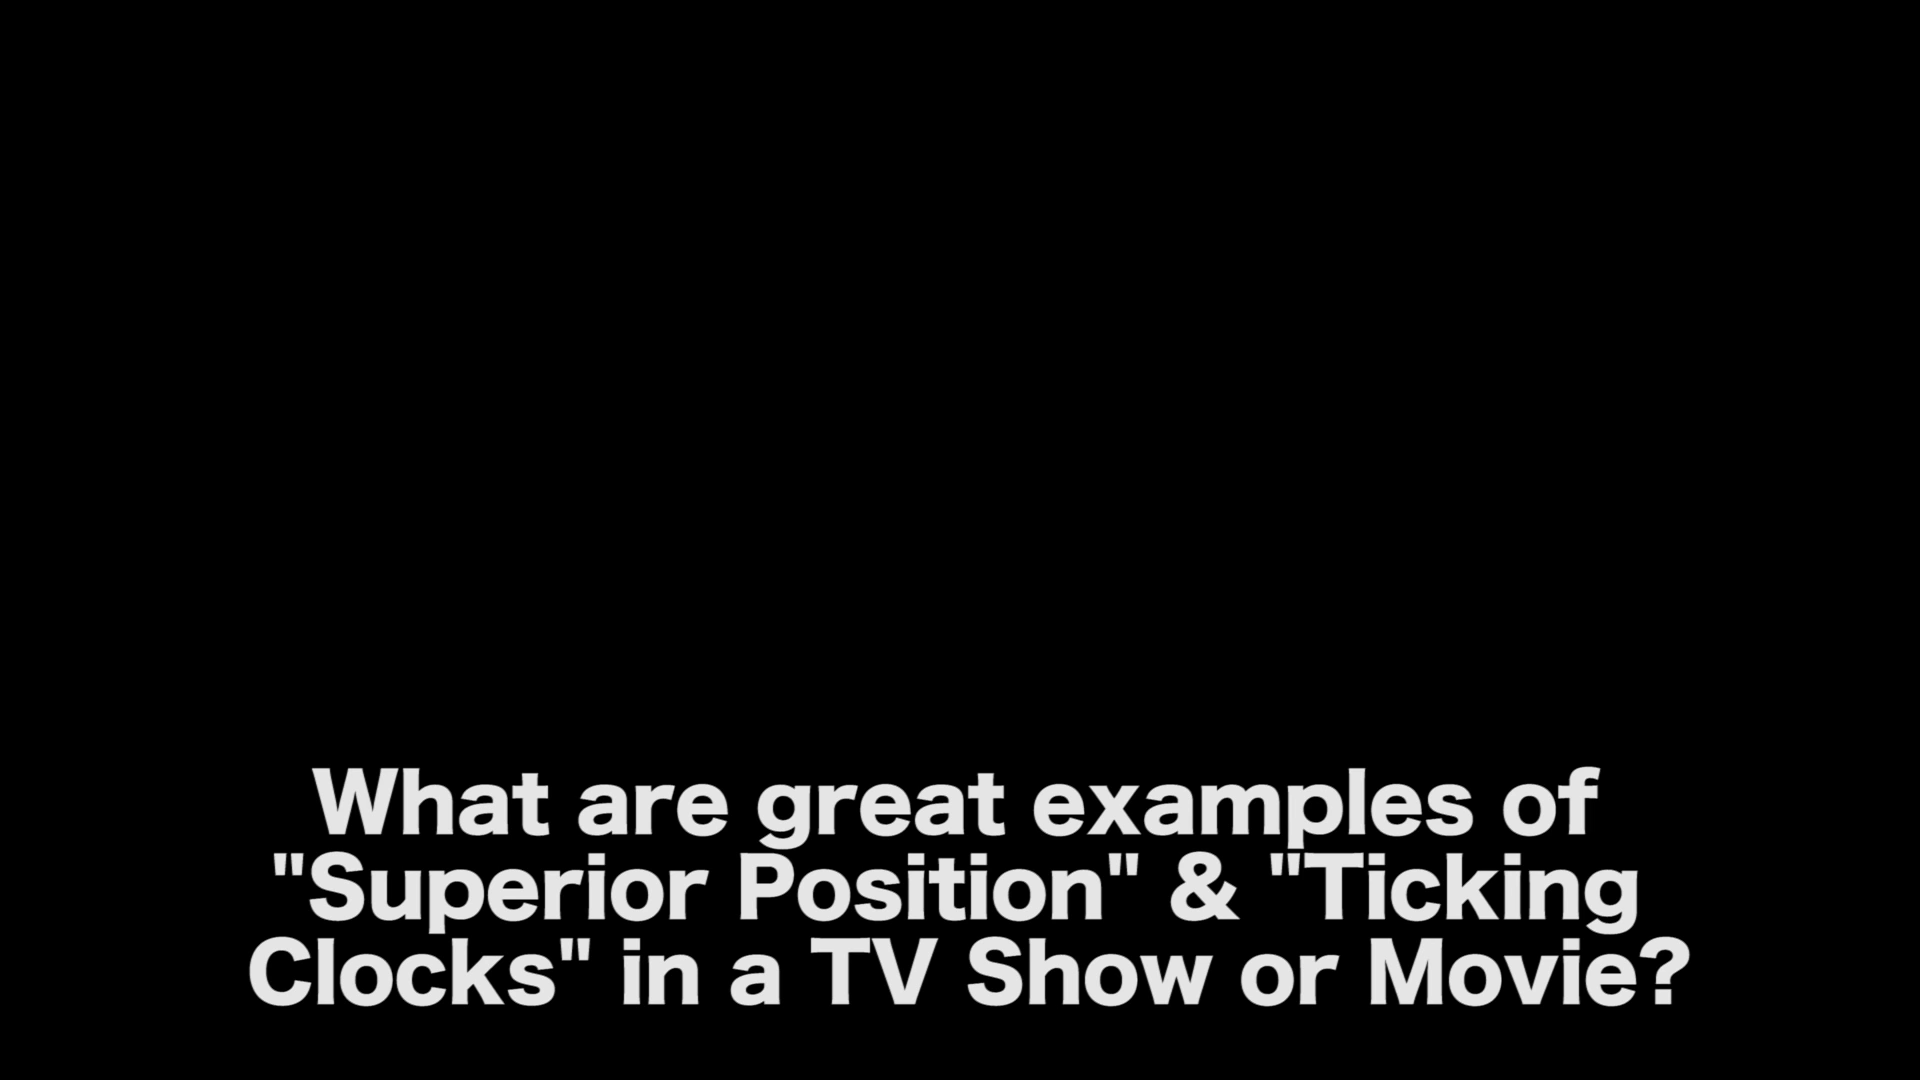 What are great examples of
"Superior Position" & "Ticking
Clocks" in a TV Show or Movie?